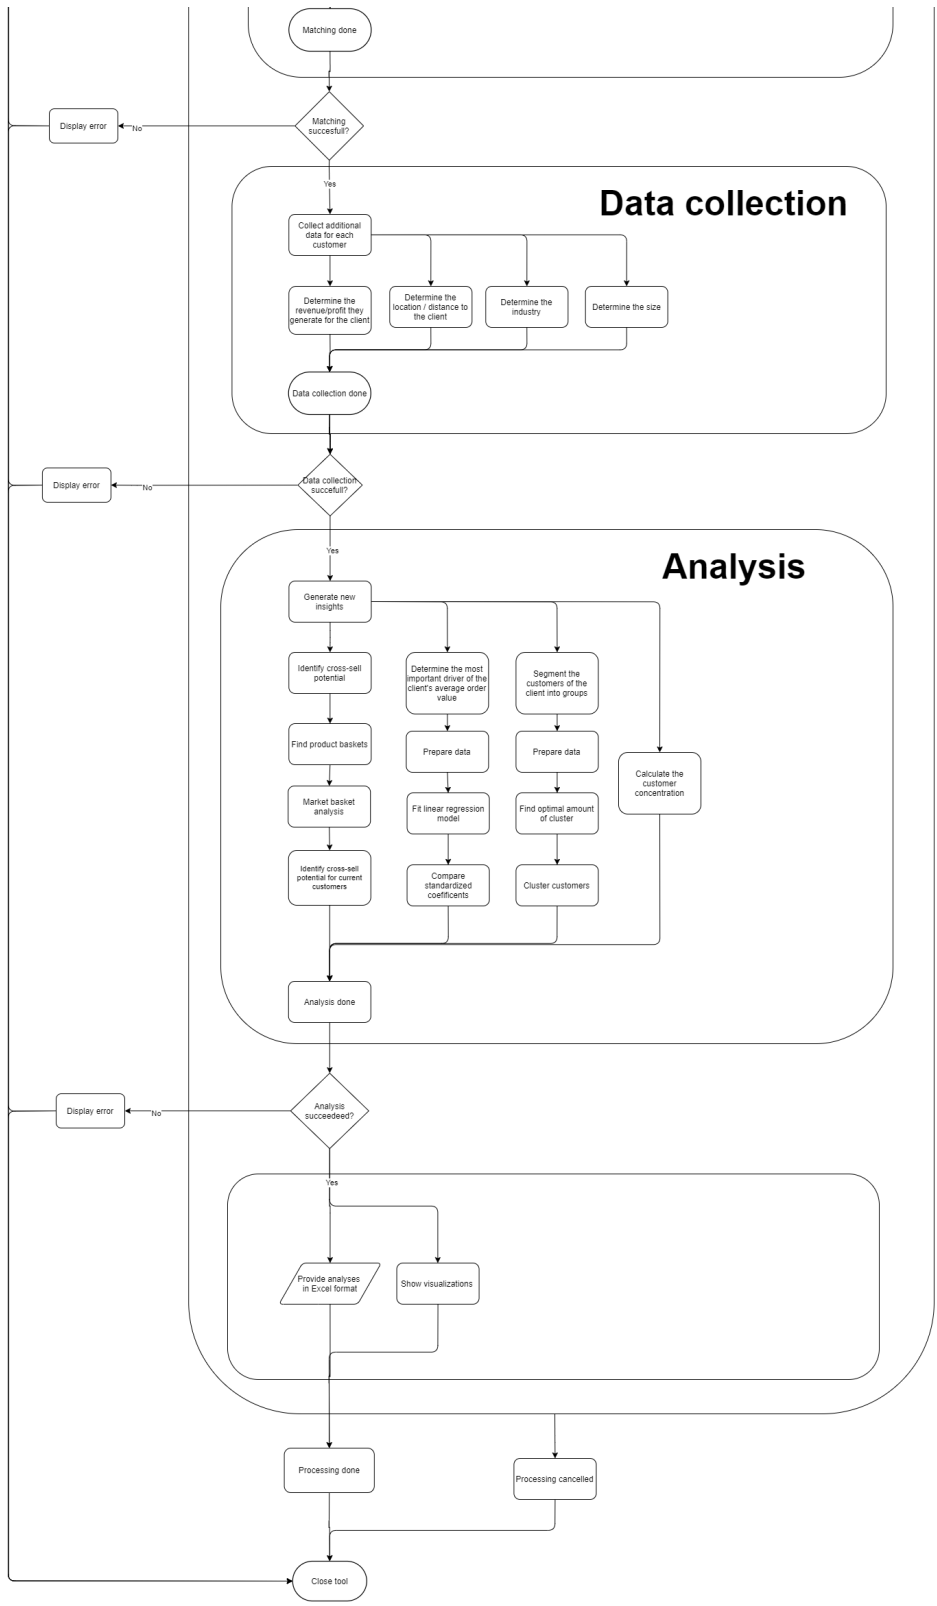 Matching done
Matching
succesfull?
Display error
No
Yes
Data collection
Collect additional
data for each
customer
Determine the
revenue/profit they
generate for the client
Determine the
location / distance to
the client
Determine the
industry
Determine the size
Data collection done
Data collection
succefull?
Display error
No
Yes
Analysis
Generate new
insights
Identify cross-sell
potential
Determine the most
important driver of the
client's average order
value
Segment the
customers of the
client into groups
Find product baskets
Prepare data
Prepare data
Calculate the
customer
concentration
Market basket
analysis
Fit linear regression
model
Find optimal amount
of cluster
Identify cross-sell
potential for current
customers
Compare
standardized
coefificents
Cluster customers
Analysis done
Analysis
succeedeed?
Display error
No
Yes
Provide analyses
in Excel format
Show visualizations
Processing done
Processing cancelled
Close tool